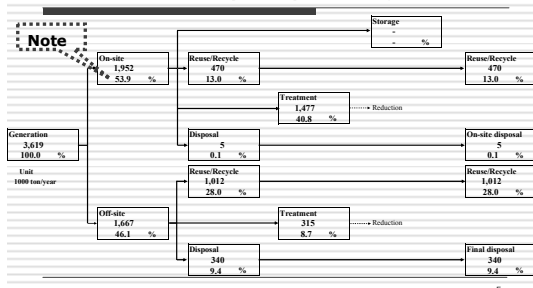 Storage
-
- %
Note
On-site
1,952
53.9 %
Reuse/Recycle
470
13.0 %
Reuse/Recycle
470
13.0 %
Treatment
1,477
40.8 %
Reduction
Generation
3,619
100.0 %
Disposal
5
0.1 %
On-site disposal
5
0.1 %
Unit
1000 ton/year
Reuse/Recycle
1,012
28.0 %
Reuse/Recycle
1,012
28.0 %
Off-site
1,667
46.1 %
Treatment
315
8.7 %
Reduction
Disposal
340
9.4 %
Final disposal
340
9.4 %